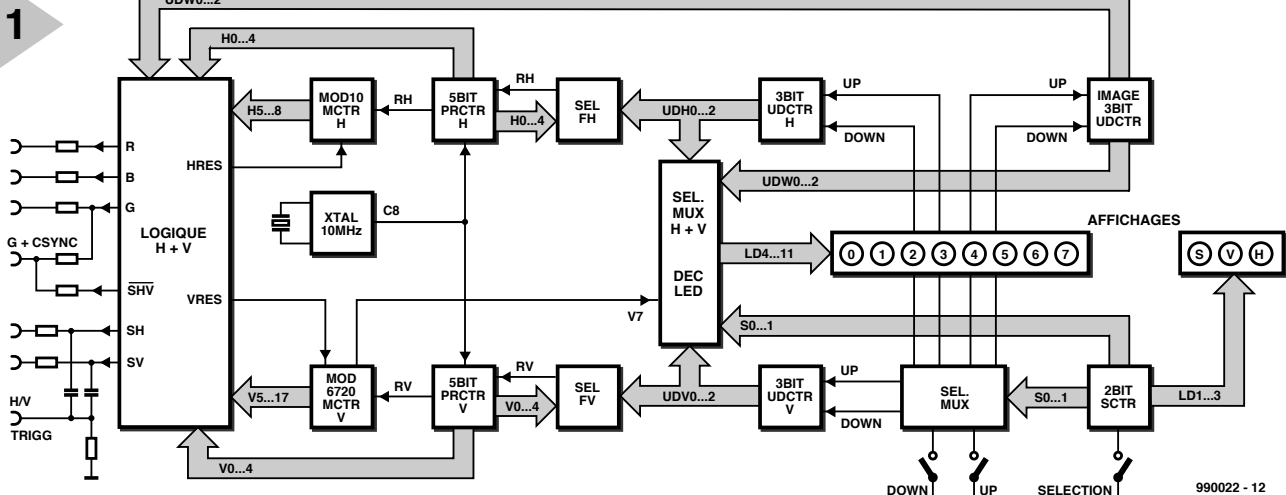 1
UDW0...2
H0...4
MOD10
MCTR
H
5BIT
PRCTR
H
SEL
FH
3BIT
UDCTR
H
IMAGE
3BIT
UDCTR
RH
RH
H5...8
H0...4
UDH0...2
UP
DOWN
UP
DOWN
R
B
G
G + CSYNC
SHV
SH
SV
H/V
TRIGG
HRES
LOGIQUE
H + V
VRES
XTAL
10MHz
C8
SEL.
MUX
H + V
DEC
LED
UDW0...2
AFFICHAGES
LD4...11
0 1 2 3 4 5 6 7
S V H
V7
S0...1
MOD
6720
MCTR
V
5BIT
PRCTR
V
SEL
FV
3BIT
UDCTR
V
SEL.
MUX
2BIT
SCTR
RV
RV
V5...17
V0...4
UDV0...2
UP
DOWN
S0...1
LD1...3
V0...4
DOWN
UP
SELECTION
990022 - 12